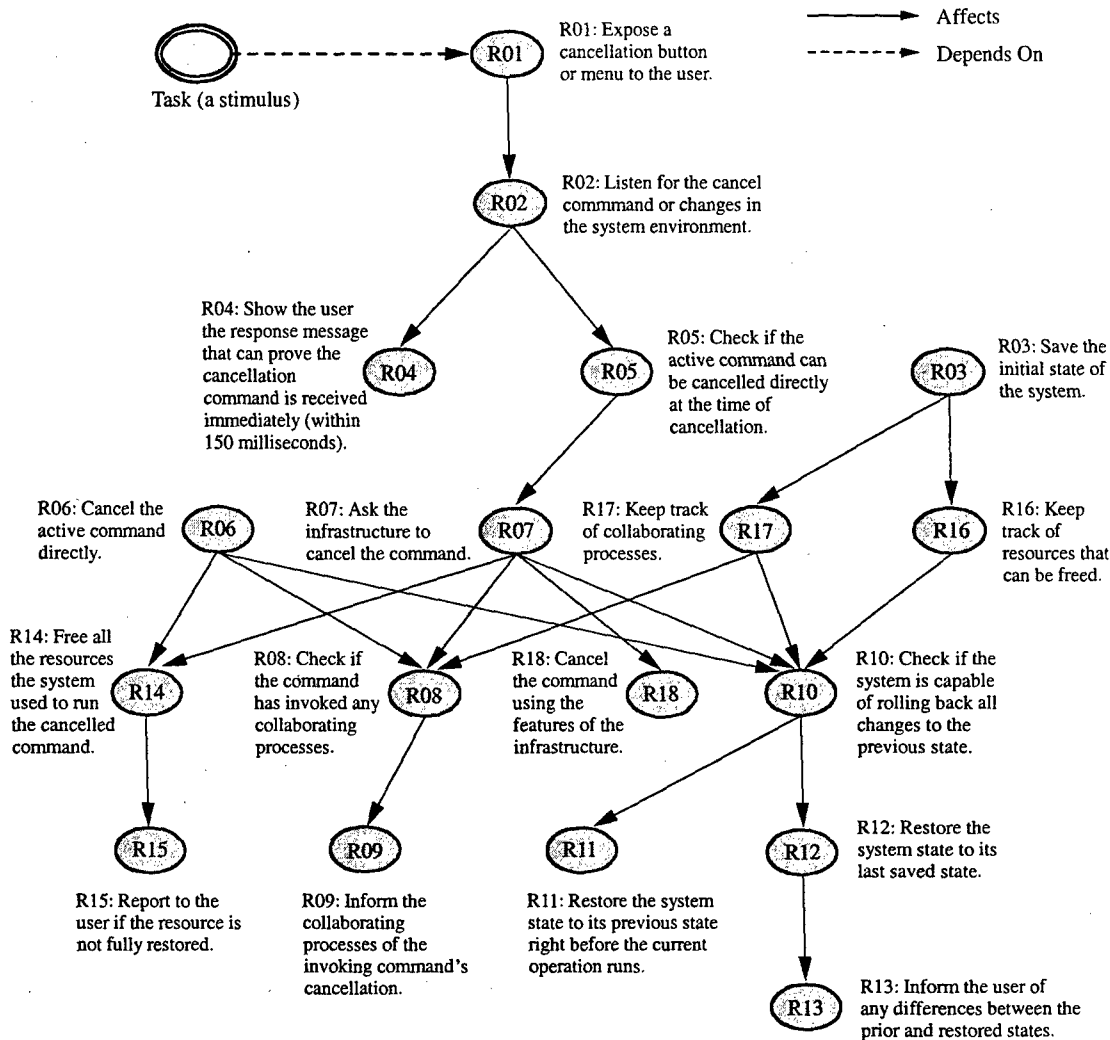 Affects
Depends On
Task (a stimulus)
R01
R01: Expose a
cancellation button
or menu to the user.
R02
R02: Listen for the cancel
commmand or changes in
the system environment.
R04: Show the user
the response message
that can prove the
cancellation
command is received
immediately (within
150 milliseconds).
R04
R05
R05: Check if the
active command can
be cancelled directly
at the time of
cancellation.
R03
R03: Save the
initial state of
the system.
R06: Cancel the
active command
directly.
R06
R07: Ask the
infrastructure to
cancel the command.
R07
R17: Keep track
of collaborating
processes.
R17
R16
R16: Keep
track of
resources that
can be freed.
R14: Free all
the resources
the system
used to run
the cancelled
command.
R14
R08: Check if
the command
has invoked any
collaborating
processes.
R08
R18: Cancel
the command
using the
features of the
infrastructure.
R18
R10
R10: Check if the
system is capable
of rolling back all
changes to the
previous state.
R15
R15: Report to the
user if the resource is
not fully restored.
R09
R09: Inform the
collaborating
processes of the
invoking command's
cancellation.
R11
R11: Restore the system
state to its previous state
right before the current
operation runs.
R12
R12: Restore the
system state to its
last saved state.
R13
R13: Inform the user of
any differences between the
prior and restored states.